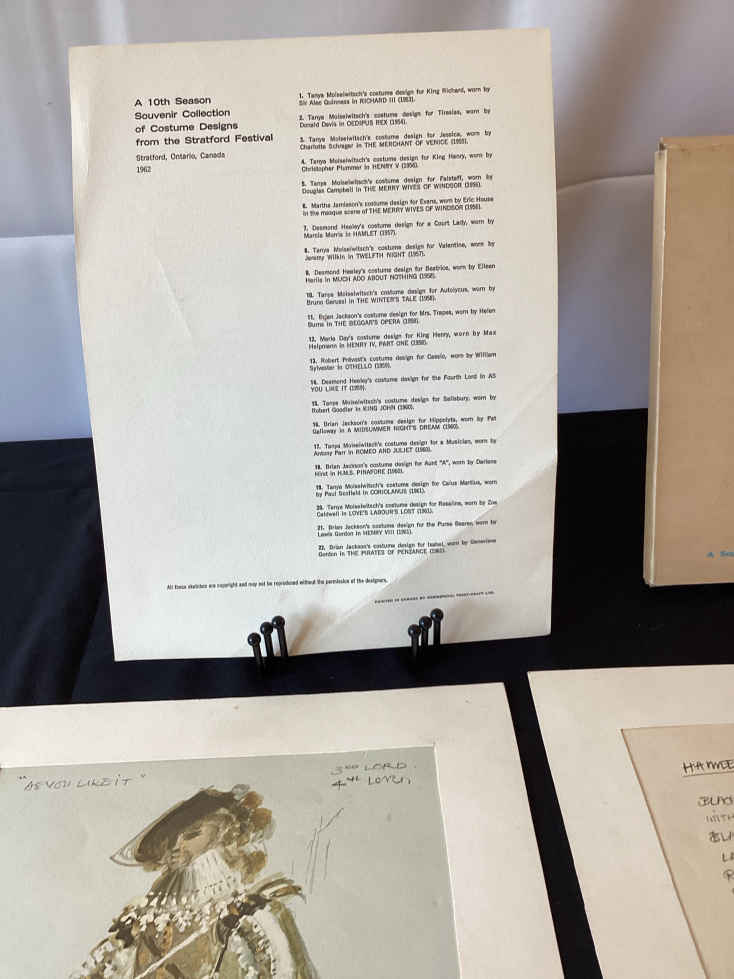 A 10th Season
Souvenir Collection
of Costume Designs
from the Stratford Festival
Stratford, Ontario, Canada
1962
1. Tanya Moiseiwitsch's costume design for King Richard, worn by
Sir Alec Guinness in RICHARD III (1953).
2. Tanya Moiseiwitsch's costume design for Tiresias, worn by
Donald Davis in OEDIPUS REX (1954).
3. Tanya Moiseiwitsch's costume design for Jessica, worn by
Charlotte Schrager in THE MERCHANT OF VENICE (1955).
4. Tanya Moiseiwitsch's costume design for King Henry, worn by
Christopher Plummer in HENRY V (1956).
5. Tanya Moiseiwitsch's costume design for Falstaff, worn by
Douglas Campbell in THE MERRY WIVES OF WINDSOR (1956).
6. Martha Jamieson's costume design for Evans, worn by Eric House
in the masque scene of THE MERRY WIVES OF WINDSOR (1956).
7. Desmond Heeley's costume design for a Court Lady, worn by
Marcia Morris in HAMLET (1957).
8. Tanya Moiseiwitsch's costume design for Valentine, worn by
Jeremy Wilkin in TWELFTH NIGHT (1957).
9. Desmond Heeley's costume design for Beatrice, worn by Eileen
Herlie in MUCH ADO ABOUT NOTHING (1958).
10. Tanya Moiseiwitsch's costume design for Autolycus, worn by
Bruno Gerussi in THE WINTER'S TALE (1958).
11. Brian Jackson's costume design for Mrs. Trapes, worn by Helen
Burns in THE BEGGAR'S OPERA (1958).
12. Marie Day's costume design for King Henry, worn by Max
Helpmann in HENRY IV, PART ONE (1958).
13. Robert Prévost's costume design for Cassio, worn by William
Sylvester in OTHELLO (1959).
14. Desmond Heeley's costume design for the Fourth Lord in AS
YOU LIKE IT (1959).
15. Tanya Moiseiwitsch's costume design for Salisbury, worn by
Robert Goodier in KING JOHN (1960).
16. Brian Jackson's costume design for Hippolyta, worn by Pat
Galloway in A MIDSUMMER NIGHT'S DREAM (1960).
17. Tanya Moiseiwitsch's costume design for a Musician, worn by
Antony Parr in ROMEO AND JULIET (1960).
18. Brian Jackson's costume design for Aunt "A", worn by Darlene
Hirst in H.M.S. PINAFORE (1960).
19. Tanya Moiseiwitsch's costume design for Caius Martius, worn
by Paul Scofield in CORIOLANUS (1961).
20. Tanya Moiseiwitsch's costume design for Rosaline, worn by Zoe
Caldwell in LOVE'S LABOUR'S LOST (1961).
21. Brian Jackson's costume design for the Purse Bearer, worn by
Lewis Gordon in HENRY VIII (1961).
22. Brian Jackson's costume design for Isabel, worn by Genevieve
Gordon in THE PIRATES OF PENZANCE (1961).
All these sketches are copyright and may not be reproduced without the permission of the designers.
PRINTED IN CANADA BY COMMERCIAL PRINT-CRAFT LTD.
A Sou
"AS YOU LIKE IT"
3RD LORD.
4TH LORD,
HAMLE
BLAC
WITH
BLA